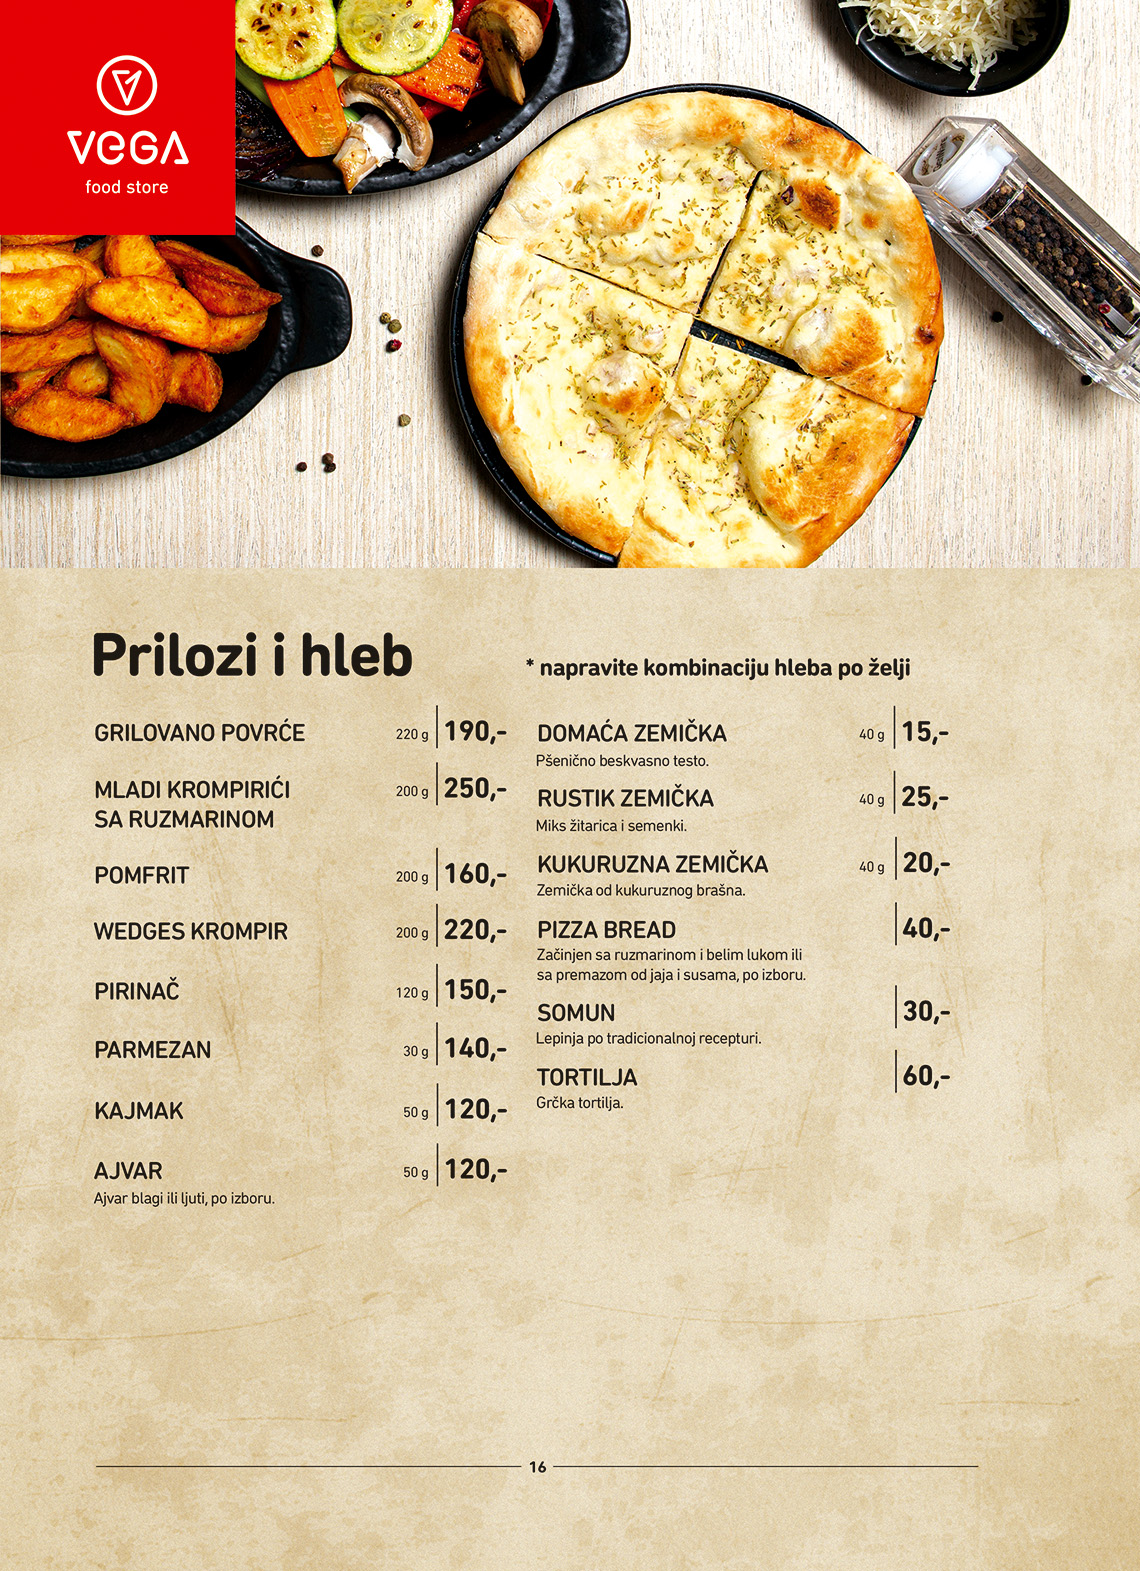 VEGA
food store
Prilozi i hleb
* napravite kombinaciju hleba po želji
GRILOVANO POVRĆE 220 g 190,-
MLADI KROMPIRIĆI 200 g 250,-
SA RUZMARINOM
POMFRIT 200 g 160,-
WEDGES KROMPIR 200 g 220,-
PIRINAČ 120 g 150,-
PARMEZAN 30 g 140,-
KAJMAK 50 g 120,-
AJVAR 50 g 120,-
Ajvar blagi ili ljuti, po izboru.
DOMAĆA ZEMIČKA 40 g 15,-
Pšenično beskvasno testo.
RUSTIK ZEMIČKA 40 g 25,-
Miks žitarica i semenki.
KUKURUZNA ZEMIČKA 40 g 20,-
Zemička od kukuruznog brašna.
PIZZA BREAD 40,-
Začinjen sa ruzmarinom i belim lukom ili
sa premazom od jaja i susama, po izboru.
SOMUN 30,-
Lepinja po tradicionalnoj recepturi.
TORTILJA 60,-
Grčka tortilja.
16